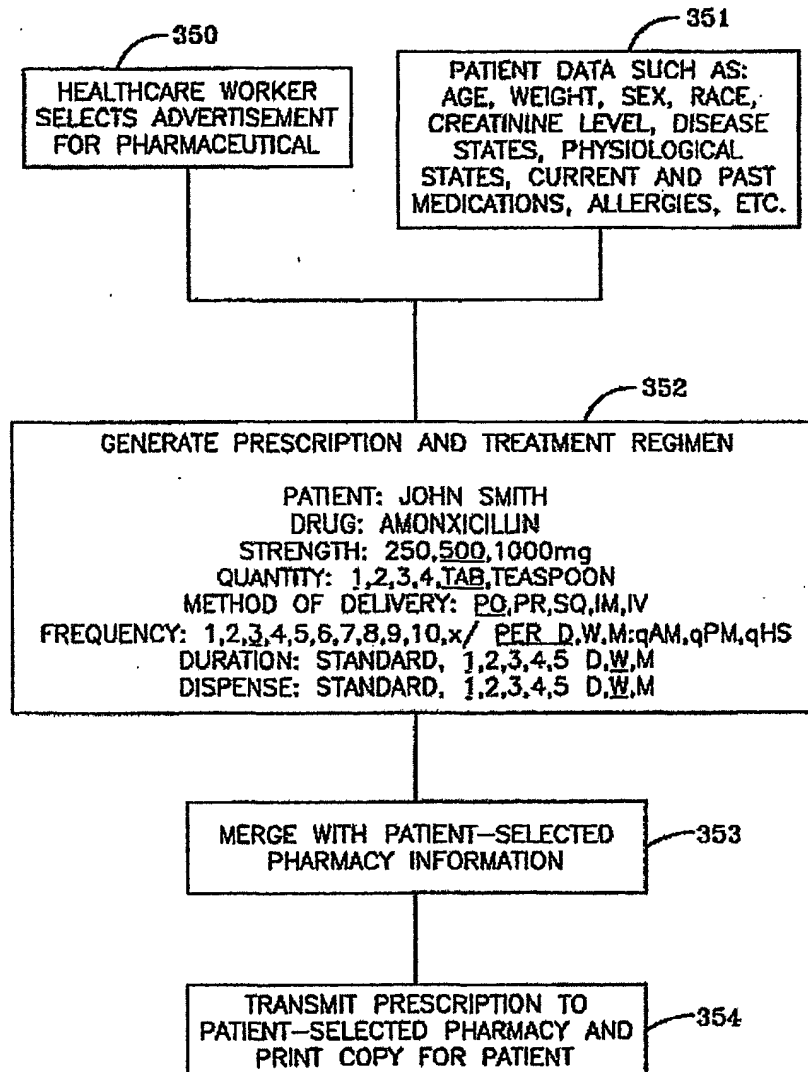 350
HEALTHCARE WORKER
SELECTS ADVERTISEMENT
FOR PHARMACEUTICAL
351
PATIENT DATA SUCH AS:
AGE, WEIGHT, SEX, RACE,
CREATININE LEVEL, DISEASE
STATES, PHYSIOLOGICAL
STATES, CURRENT AND PAST
MEDICATIONS, ALLERGIES, ETC.
352
GENERATE PRESCRIPTION AND TREATMENT REGIMEN
PATIENT: JOHN SMITH
DRUG: AMONXICILLIN
STRENGTH: 250,500,1000mg
QUANTITY: 1,2,3,4,TAB,TEASPOON
METHOD OF DELIVERY: PO,PR,SQ,IM,IV
FREQUENCY: 1,2,3,4,5,6,7,8,9,10,x/ PER D,W,M:qAM,qPM,qHS
DURATION: STANDARD, 1,2,3,4,5 D,W,M
DISPENSE: STANDARD, 1,2,3,4,5 D,W,M
MERGE WITH PATIENT-SELECTED
PHARMACY INFORMATION
353
TRANSMIT PRESCRIPTION TO
PATIENT-SELECTED PHARMACY AND
PRINT COPY FOR PATIENT
354